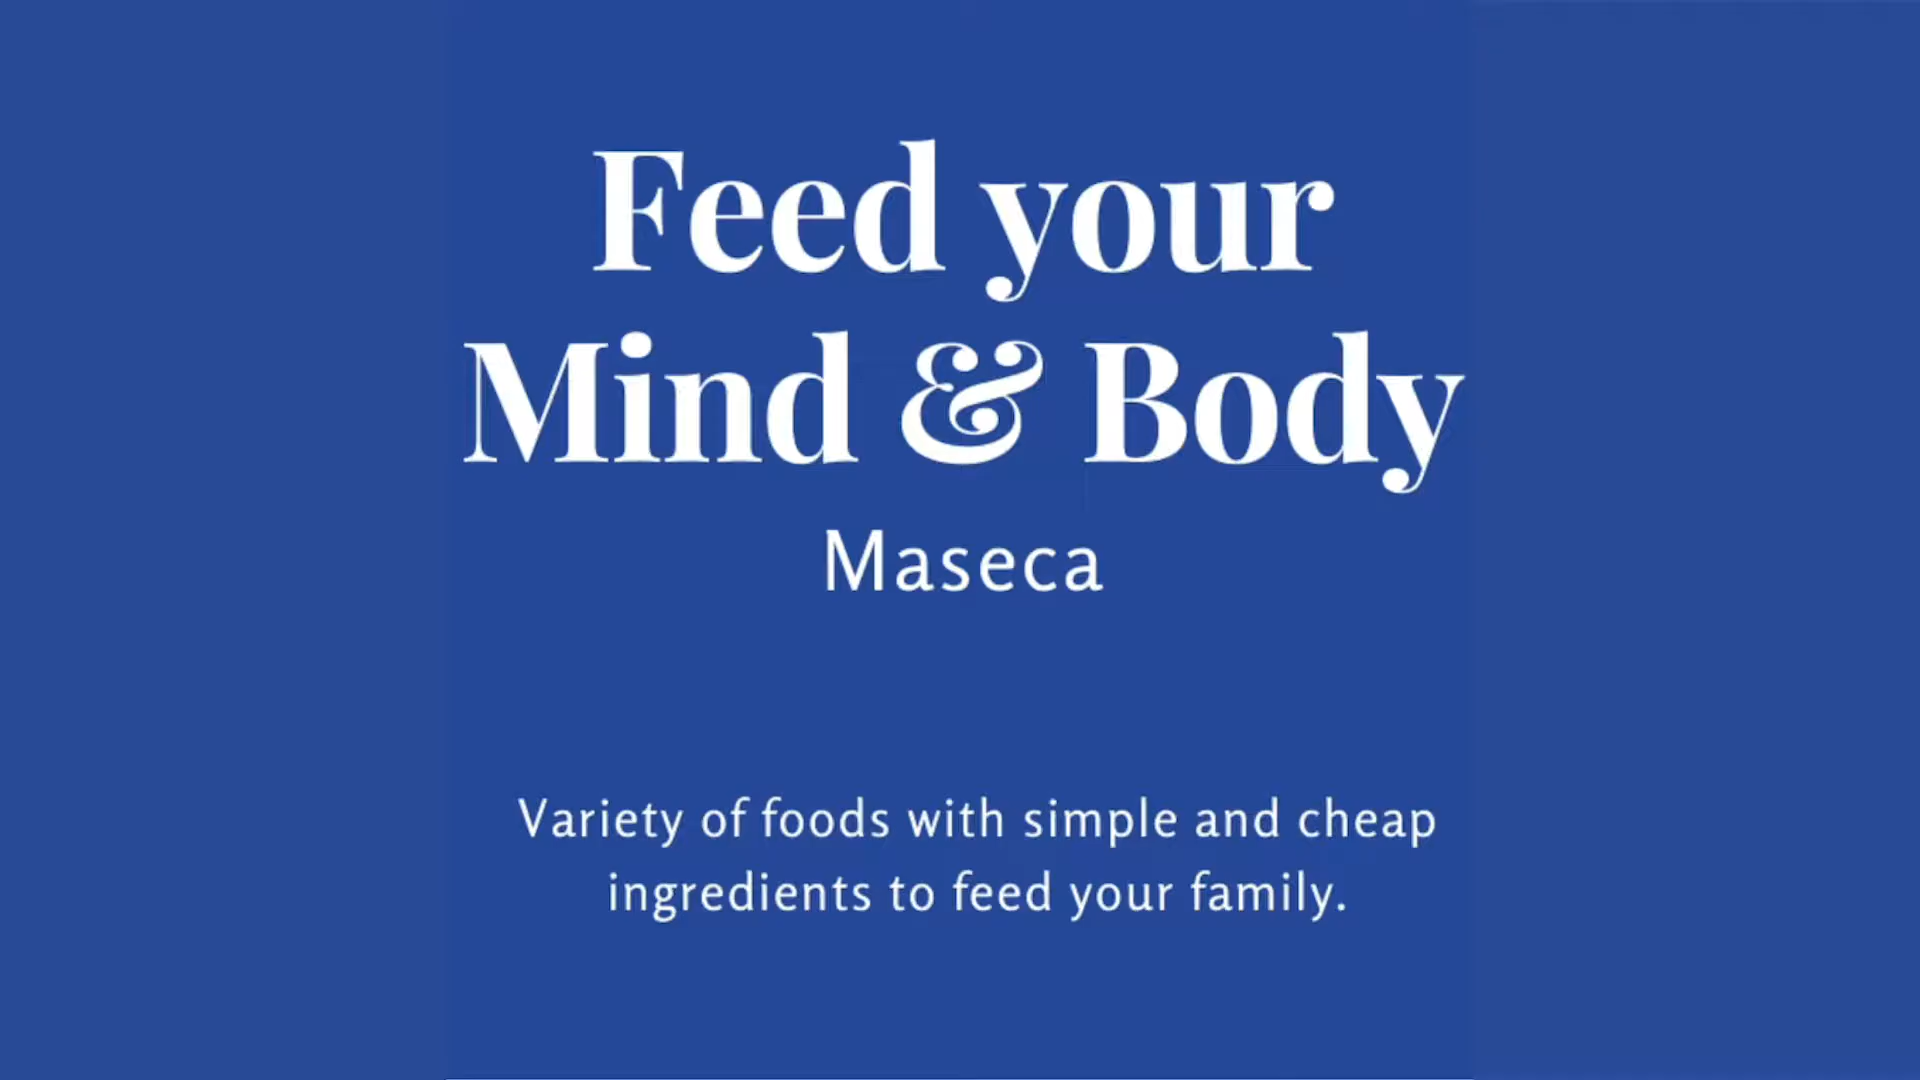 Feed your
Mind & Body
Maseca
Variety of foods with simple and cheap
ingredients to feed your family.